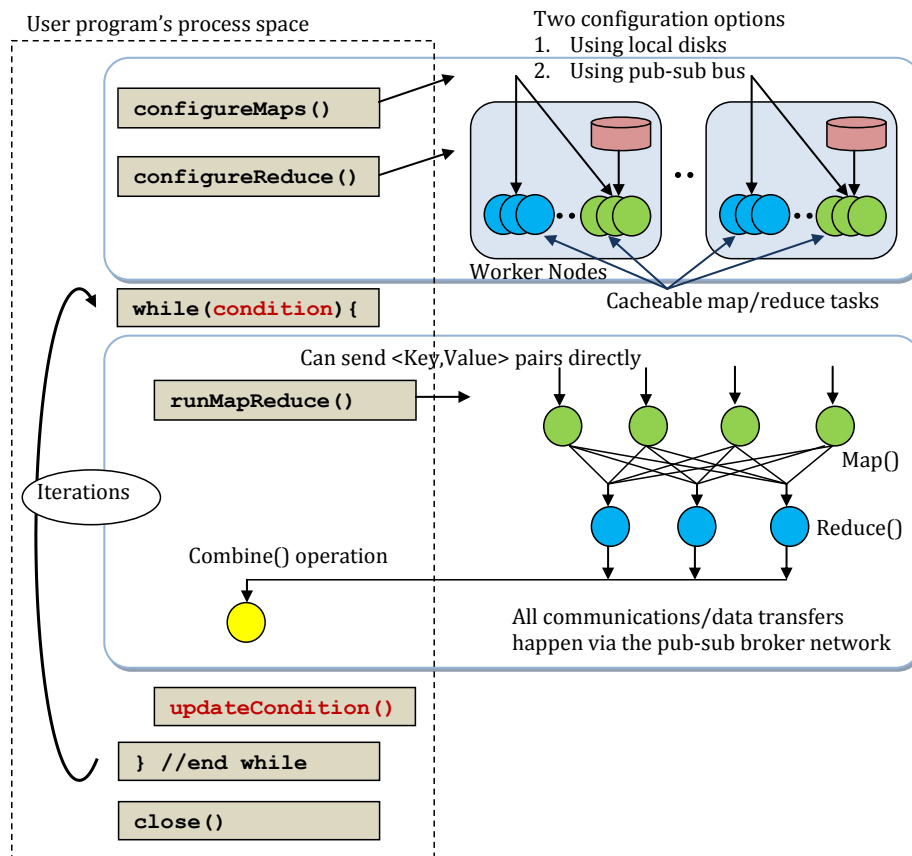 User program’s process space
Two configuration options
1. Using local disks
2. Using pub-sub bus
configureMaps()
configureReduce()
Worker Nodes
Cacheable map/reduce tasks
while(condition){
Can send <Key,Value> pairs directly
runMapReduce()
Map()
Iterations
Reduce()
Combine() operation
All communications/data transfers
happen via the pub-sub broker network
updateCondition()
} //end while
close()